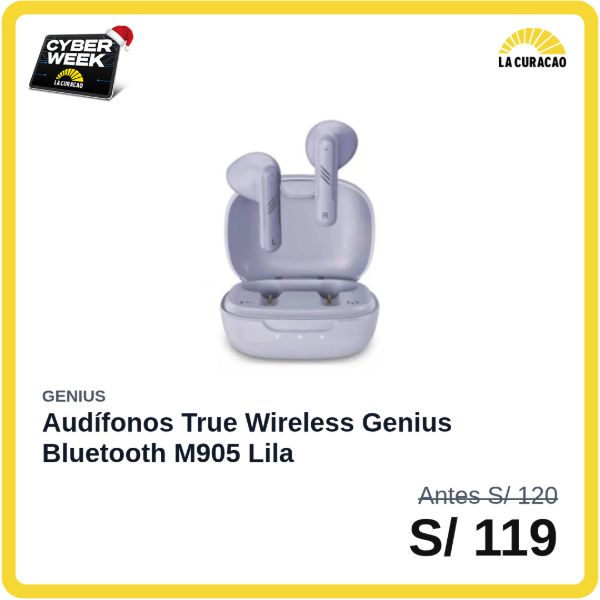 CYBER
WEEK
LA CURACAO
LA CURACAO
L
R
GENIUS
Audífonos True Wireless Genius
Bluetooth M905 Lila
Antes S/ 120
S/ 119